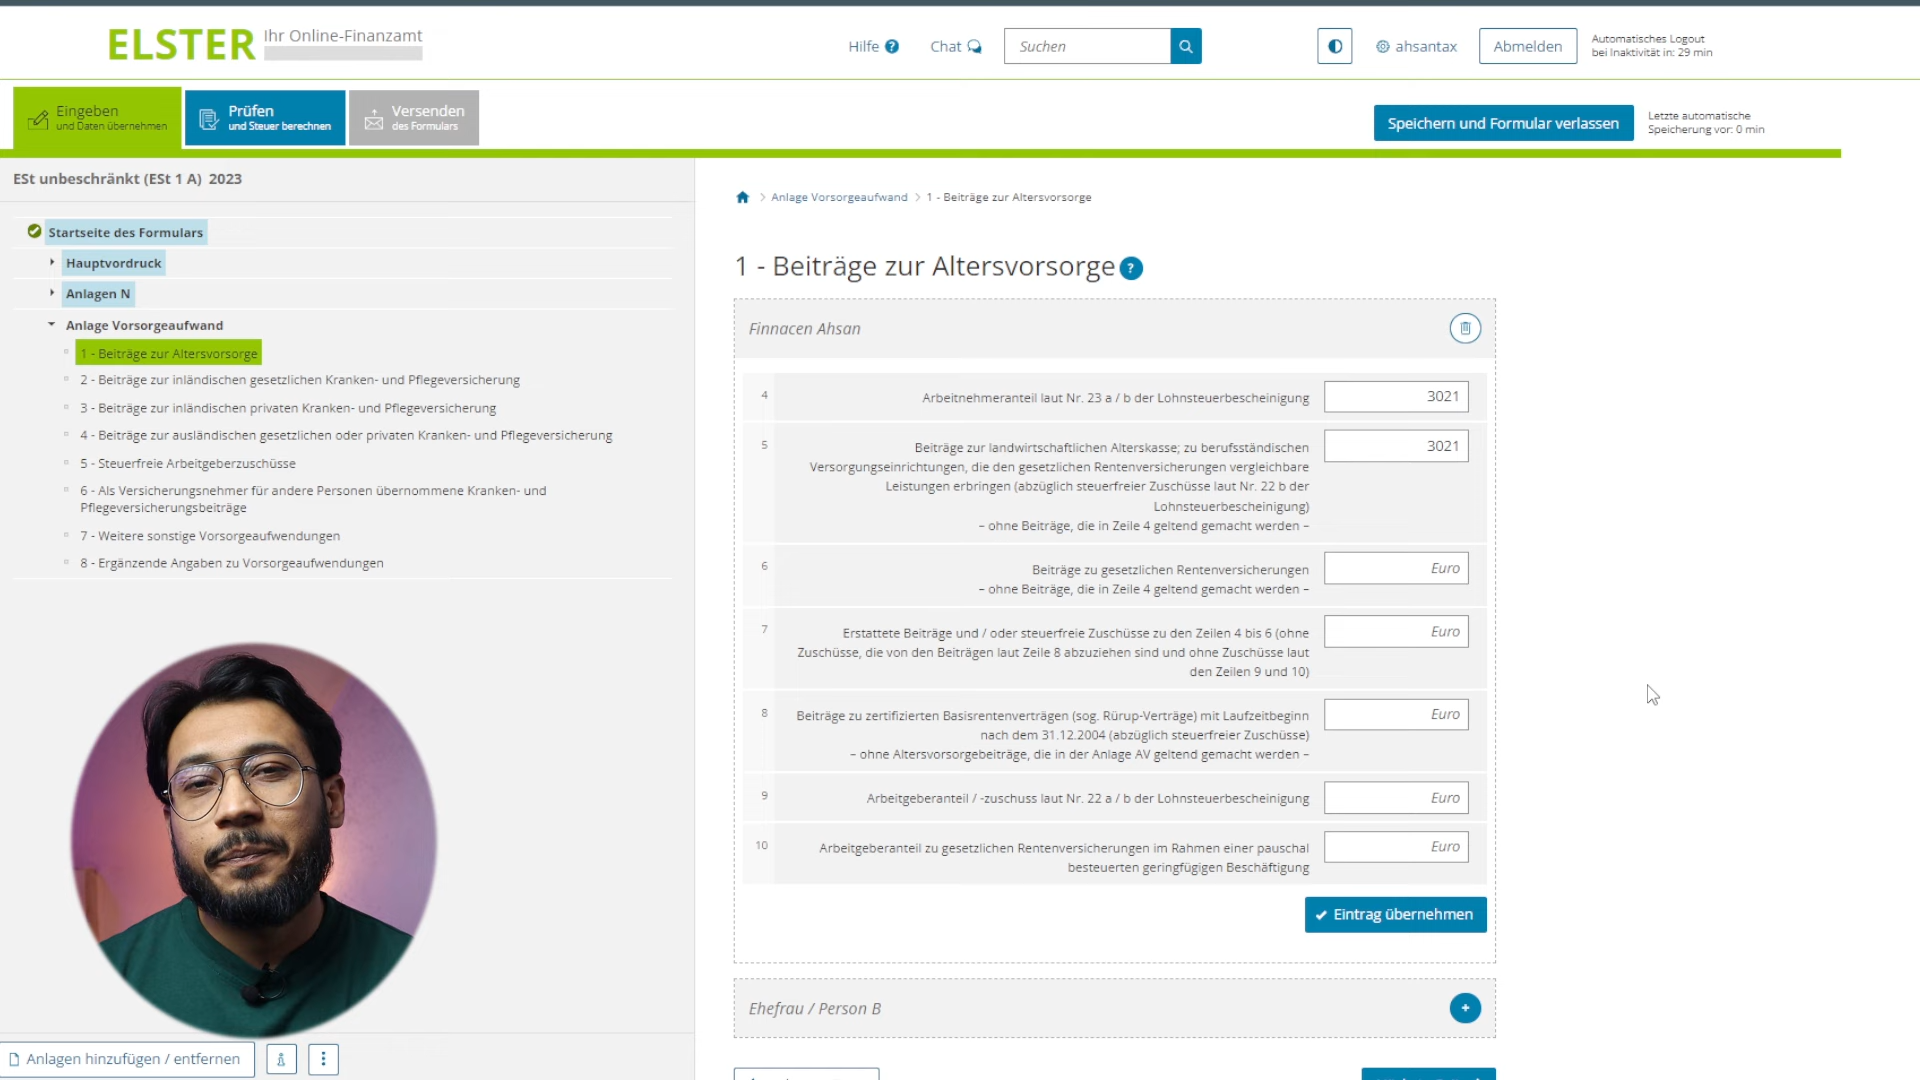 ELSTER
Ihr Online-Finanzamt
Hilfe ?
Chat
Suchen
ahsantax
Abmelden
Automatisches Logout
bei Inaktivität in: 29 min
Eingeben
und Daten übernehmen
Prüfen
und Steuer berechnen
Versenden
des Formulars
Speichern und Formular verlassen
Letzte automatische
Speicherung vor: 0 min
ESt unbeschränkt (ESt 1 A) 2023
Startseite des Formulars
Hauptvordruck
Anlagen N
Anlage Vorsorgeaufwand
1 - Beiträge zur Altersvorsorge
2 - Beiträge zur inländischen gesetzlichen Kranken- und Pflegeversicherung
3 - Beiträge zur inländischen privaten Kranken- und Pflegeversicherung
4 - Beiträge zur ausländischen gesetzlichen oder privaten Kranken- und Pflegeversicherung
5 - Steuerfreie Arbeitgeberzuschüsse
6 - Als Versicherungsnehmer für andere Personen übernommene Kranken- und
Pflegeversicherungsbeiträge
7 - Weitere sonstige Vorsorgeaufwendungen
8 - Ergänzende Angaben zu Vorsorgeaufwendungen
Anlagen hinzufügen / entfernen
Anlage Vorsorgeaufwand > 1 - Beiträge zur Altersvorsorge
1 - Beiträge zur Altersvorsorge ?
Finnacen Ahsan
4 Arbeitnehmeranteil laut Nr. 23 a / b der Lohnsteuerbescheinigung 3021
5 Beiträge zur landwirtschaftlichen Alterskasse; zu berufsständischen 3021
Versorgungseinrichtungen, die den gesetzlichen Rentenversicherungen vergleichbare
Leistungen erbringen (abzüglich steuerfreier Zuschüsse laut Nr. 22 b der
Lohnsteuerbescheinigung)
– ohne Beiträge, die in Zeile 4 geltend gemacht werden –
6 Beiträge zu gesetzlichen Rentenversicherungen Euro
– ohne Beiträge, die in Zeile 4 geltend gemacht werden –
7 Erstattete Beiträge und / oder steuerfreie Zuschüsse zu den Zeilen 4 bis 6 (ohne Euro
Zuschüsse, die von den Beiträgen laut Zeile 8 abzuziehen sind und ohne Zuschüsse laut
den Zeilen 9 und 10)
8 Beiträge zu zertifizierten Basisrentenverträgen (sog. Rürup-Verträge) mit Laufzeitbeginn Euro
nach dem 31.12.2004 (abzüglich steuerfreier Zuschüsse)
– ohne Altersvorsorgebeiträge, die in der Anlage AV geltend gemacht werden –
9 Arbeitgeberanteil / -zuschuss laut Nr. 22 a / b der Lohnsteuerbescheinigung Euro
10 Arbeitgeberanteil zu gesetzlichen Rentenversicherungen im Rahmen einer pauschal Euro
besteuerten geringfügigen Beschäftigung
Eintrag übernehmen
Ehefrau / Person B